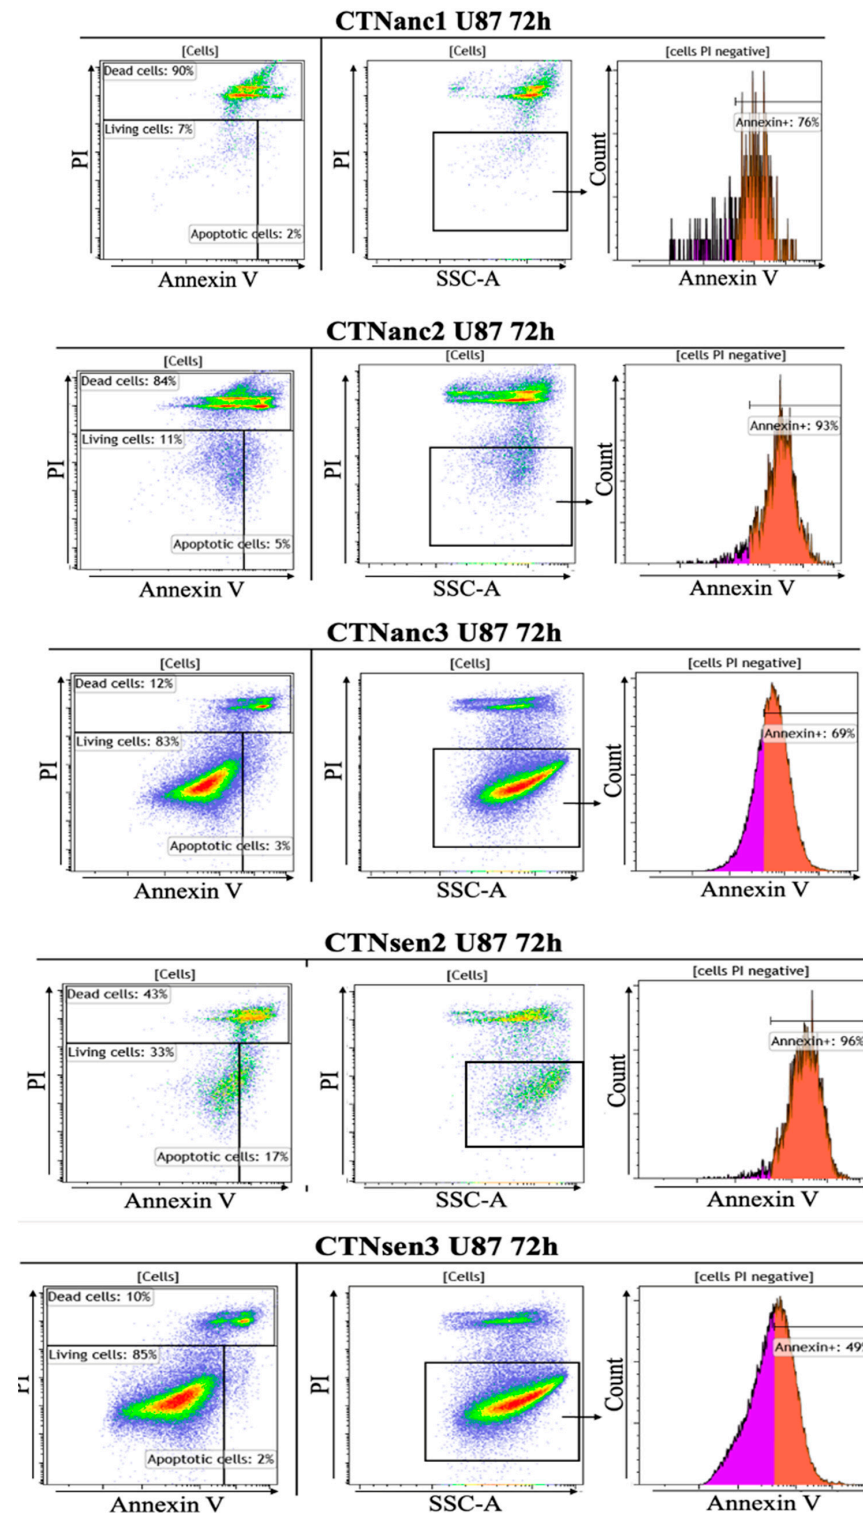 CTNanc1 U87 72h
[Cells]
[Cells]
[cells PI negative]
Dead cells: 90%
Living cells: 7%
Apoptotic cells: 2%
Annexin+: 76%
PI
PI
Count
Annexin V
SSC-A
Annexin V
CTNanc2 U87 72h
[Cells]
[Cells]
[cells PI negative]
Dead cells: 84%
Living cells: 11%
Apoptotic cells: 5%
Annexin+: 93%
PI
PI
Count
Annexin V
SSC-A
Annexin V
CTNanc3 U87 72h
[Cells]
[Cells]
[cells PI negative]
Dead cells: 12%
Living cells: 83%
Apoptotic cells: 3%
Annexin+: 69%
PI
PI
Count
Annexin V
SSC-A
Annexin V
CTNsen2 U87 72h
[Cells]
[Cells]
[cells PI negative]
Dead cells: 43%
Living cells: 33%
Apoptotic cells: 17%
Annexin+: 96%
PI
PI
Count
Annexin V
SSC-A
Annexin V
CTNsen3 U87 72h
[Cells]
[Cells]
[cells PI negative]
Dead cells: 10%
Living cells: 85%
Apoptotic cells: 2%
Annexin+: 49%
PI
PI
Count
Annexin V
SSC-A
Annexin V